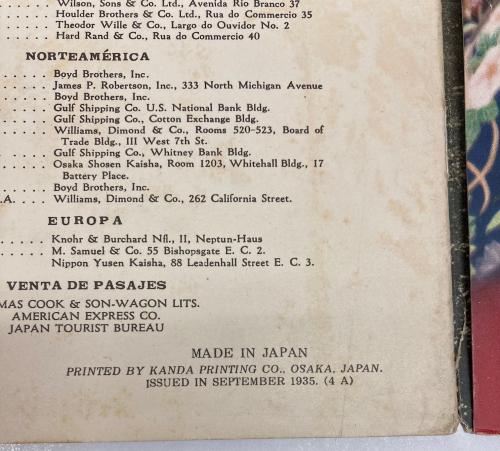 Wilson, Sons & Co. Ltd., Avenida Rio Branco 37
Houlder Brothers & Co. Ltd., Rua do Commercio 35
Theodor Wille & Co., Largo do Ouvidor No. 2
Hard Rand & Co., Rua do Commercio 40
NORTEAMÉRICA
. . . . . Boyd Brothers, Inc.
. . . . . James P. Robertson, Inc., 333 North Michigan Avenue
. . . . . Boyd Brothers, Inc.
. . . . . Gulf Shipping Co. U.S. National Bank Bldg.
. . . . . Gulf Shipping Co., Cotton Exchange Bldg.
. . . . . Williams, Dimond & Co., Rooms 520-523, Board of
Trade Bldg., III West 7th St.
. . . . . Gulf Shipping Co., Whitney Bank Bldg.
. . . . . Osaka Shosen Kaisha, Room 1203, Whitehall Bldg., 17
Battery Place.
. . . . . Boyd Brothers, Inc.
.A. . . . Williams, Dimond & Co., 262 California Street.
EUROPA
. . . . . Knohr & Burchard Nfl., II, Neptun-Haus
. . . . . M. Samuel & Co. 55 Bishopsgate E. C. 2.
Nippon Yusen Kaisha, 88 Leadenhall Street E. C. 3.
VENTA DE PASAJES
MAS COOK & SON-WAGON LITS.
AMERICAN EXPRESS CO.
JAPAN TOURIST BUREAU
MADE IN JAPAN
PRINTED BY KANDA PRINTING CO., OSAKA, JAPAN.
ISSUED IN SEPTEMBER 1935. (4 A)